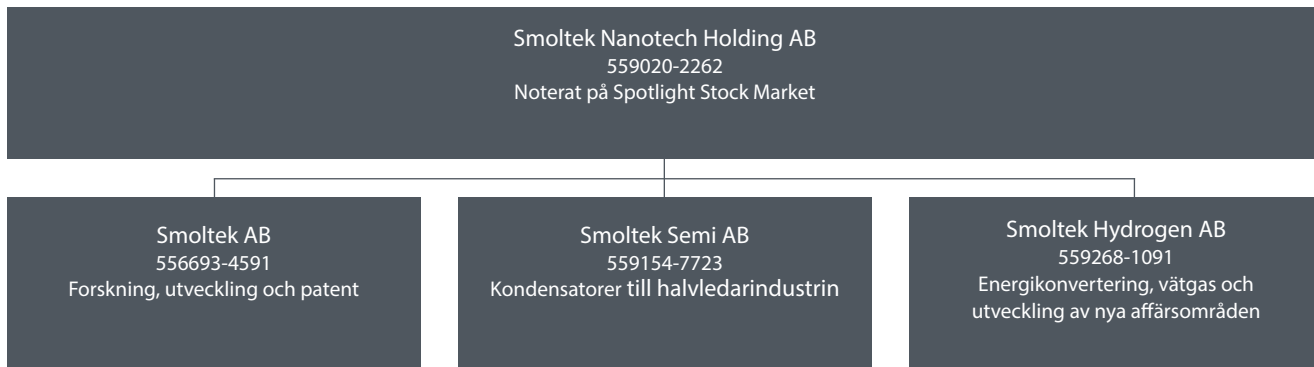 Smoltek Nanotech Holding AB
559020-2262
Noterat på Spotlight Stock Market
Smoltek AB
556693-4591
Forskning, utveckling och patent
Smoltek Semi AB
559154-7723
Kondensatorer till halvledarindustrin
Smoltek Hydrogen AB
559268-1091
Energikonvertering, vätgas och
utveckling av nya affärsområden